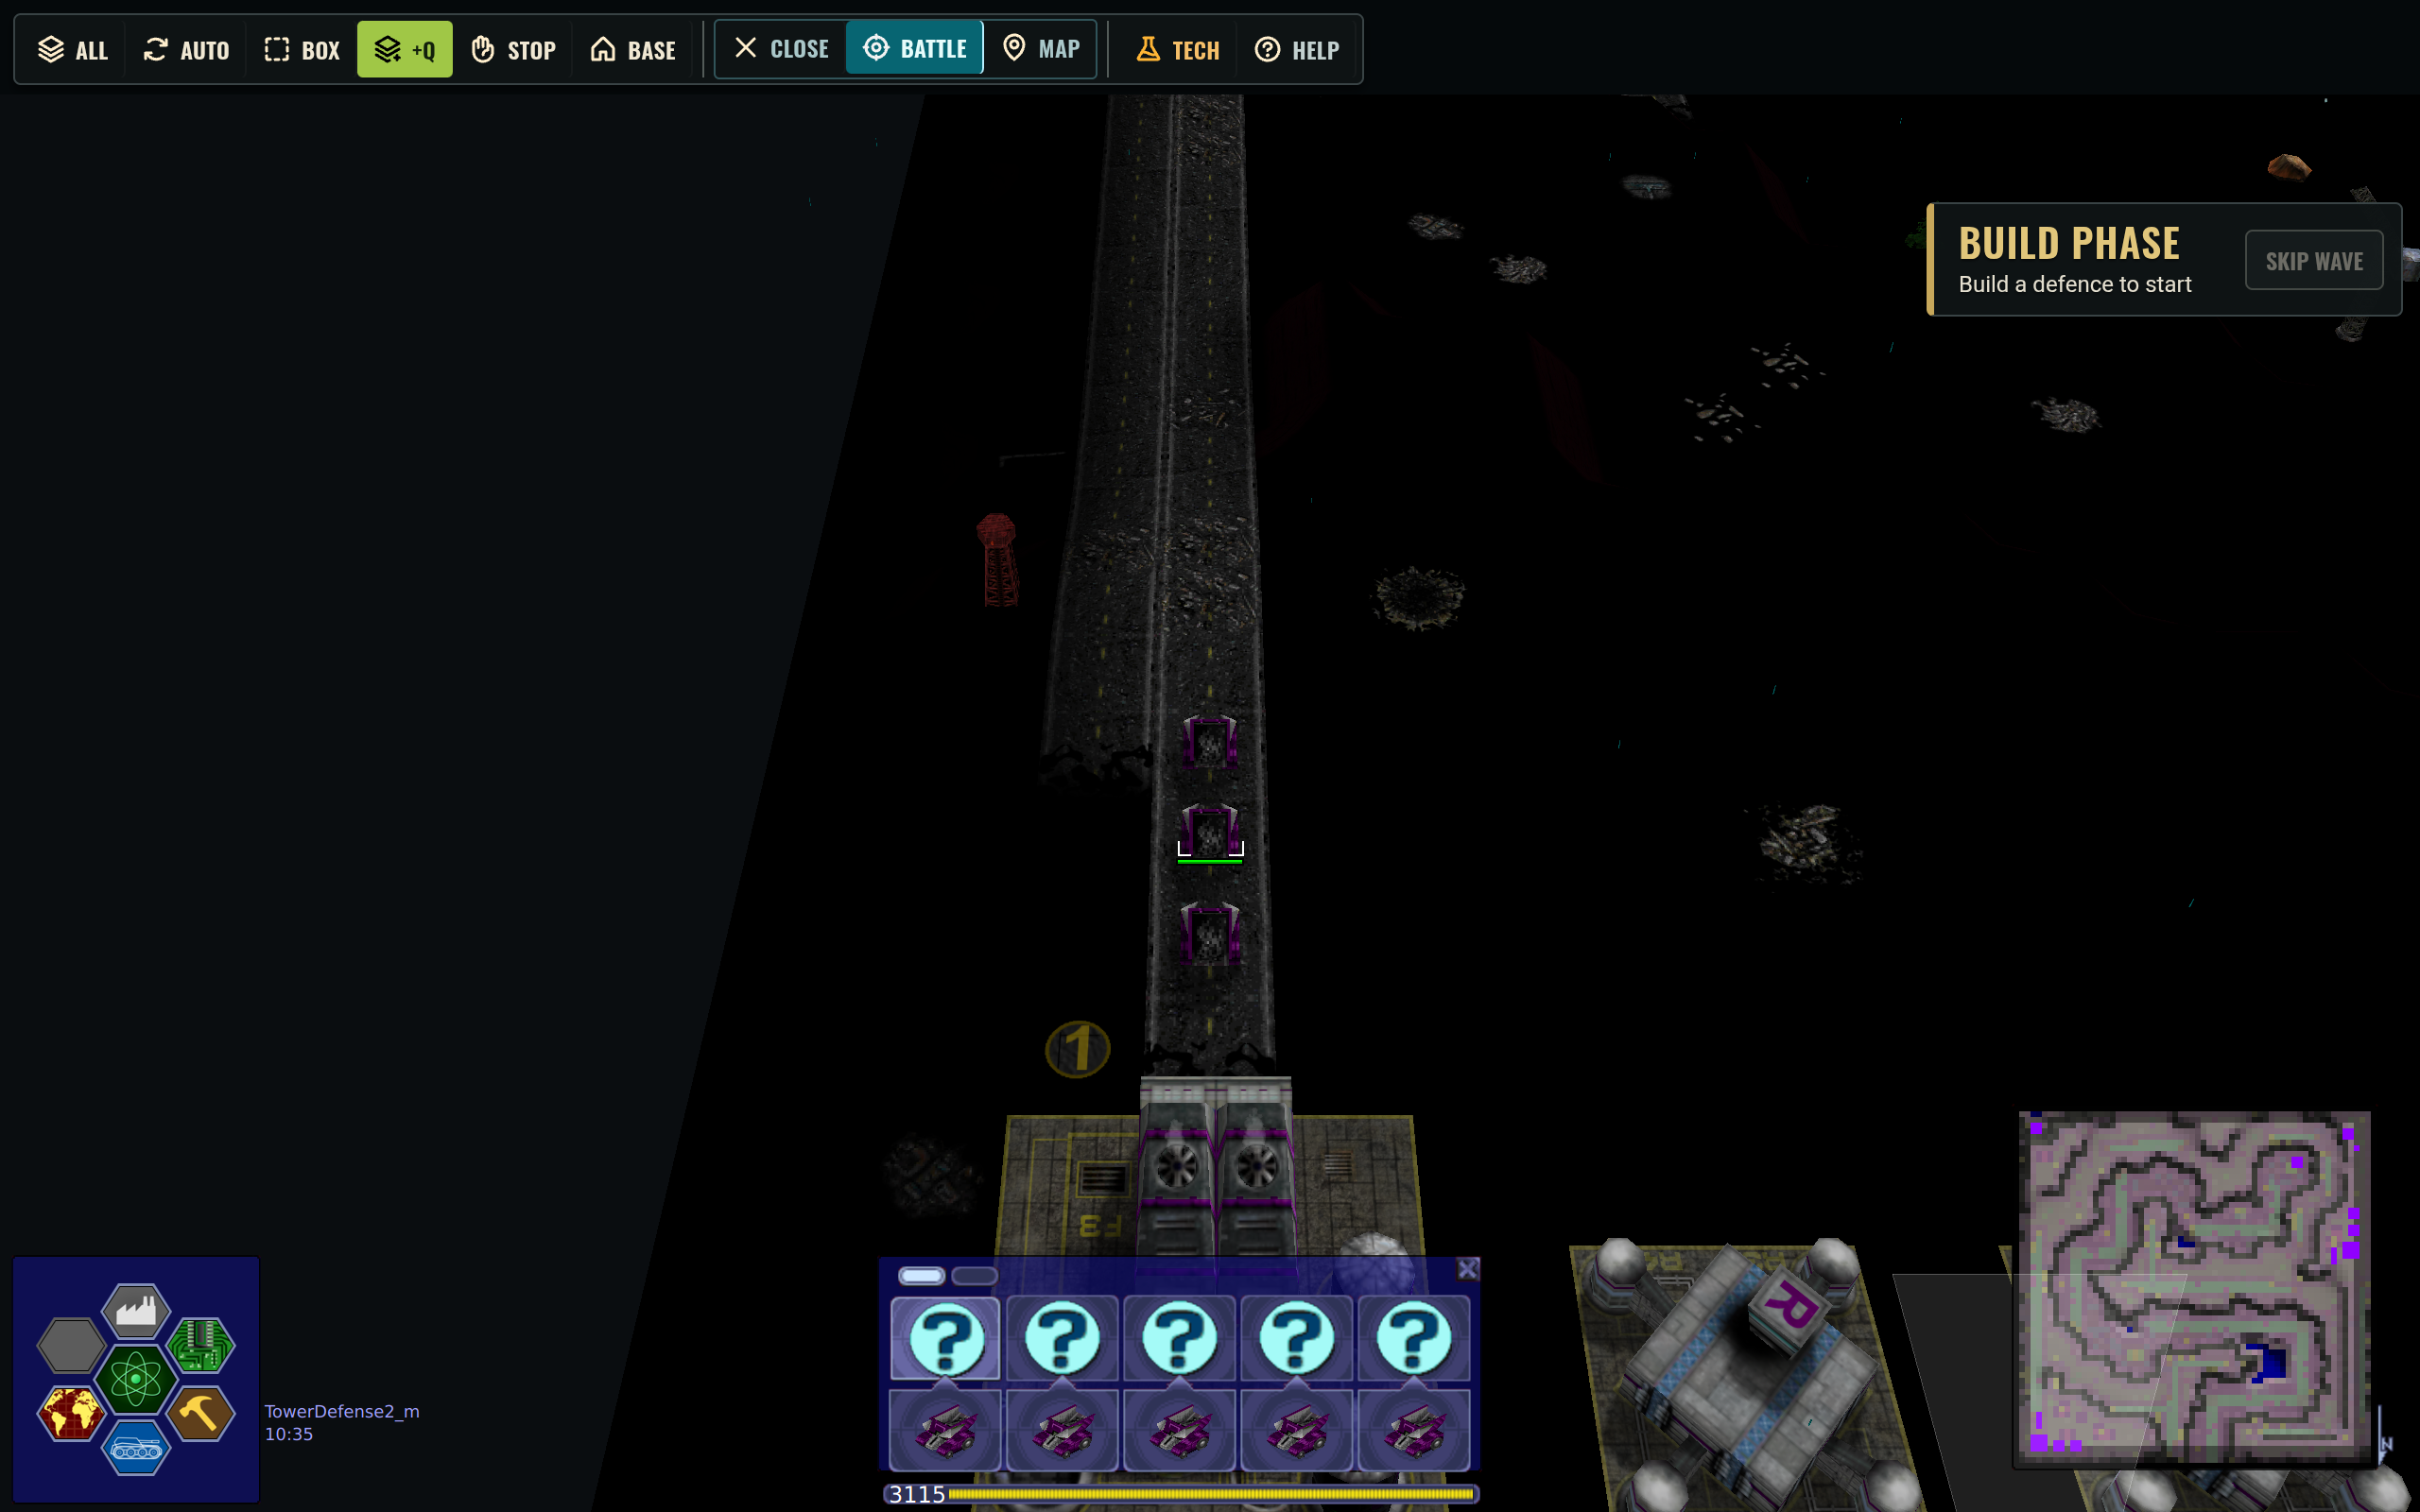 ALL AUTO BOX +Q STOP BASE CLOSE BATTLE MAP TECH HELP
BUILD PHASE
Build a defence to start
SKIP WAVE
1
F3
R
? ? ? ? ?
TowerDefense2_m
10:35
3115
N